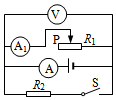 V
A₁ P R₁
A
R₂ S